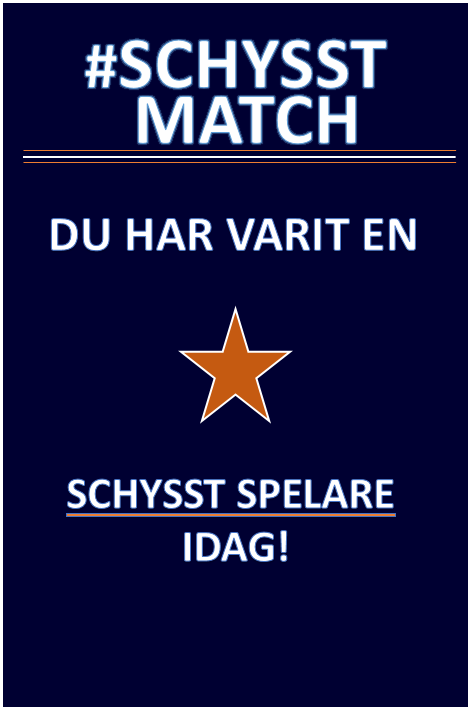 #SCHYSST
MATCH
DU HAR VARIT EN
SCHYSST SPELARE
IDAG!